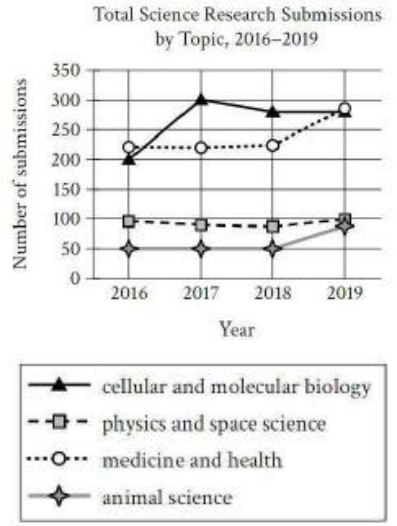 Total Science Research Submissions
by Topic, 2016–2019
Number of submissions
350
300
250
200
150
100
50
0
2016 2017 2018 2019
Year
cellular and molecular biology
physics and space science
medicine and health
animal science